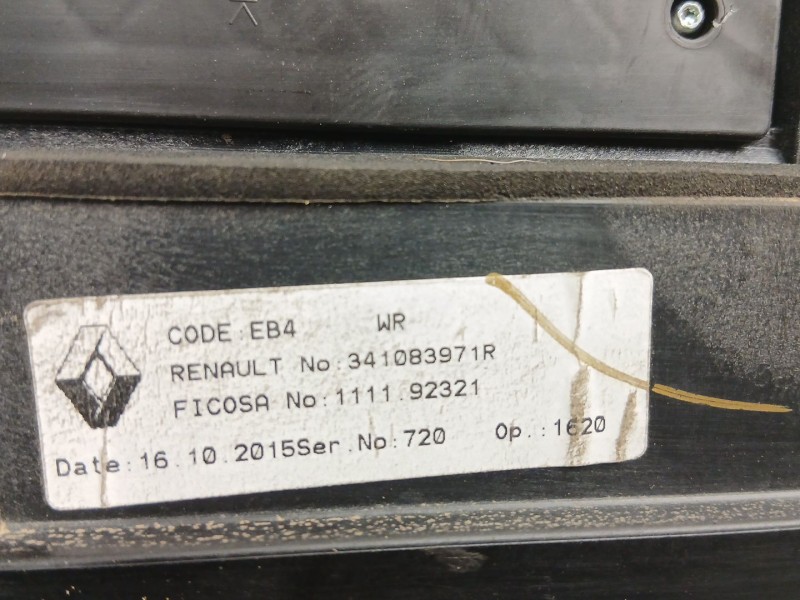 K
CODE:EB4 WR
RENAULT No:341083971R
FICOSA No:1111.92321
Date:16.10.2015Ser.No:720 Op.:1620